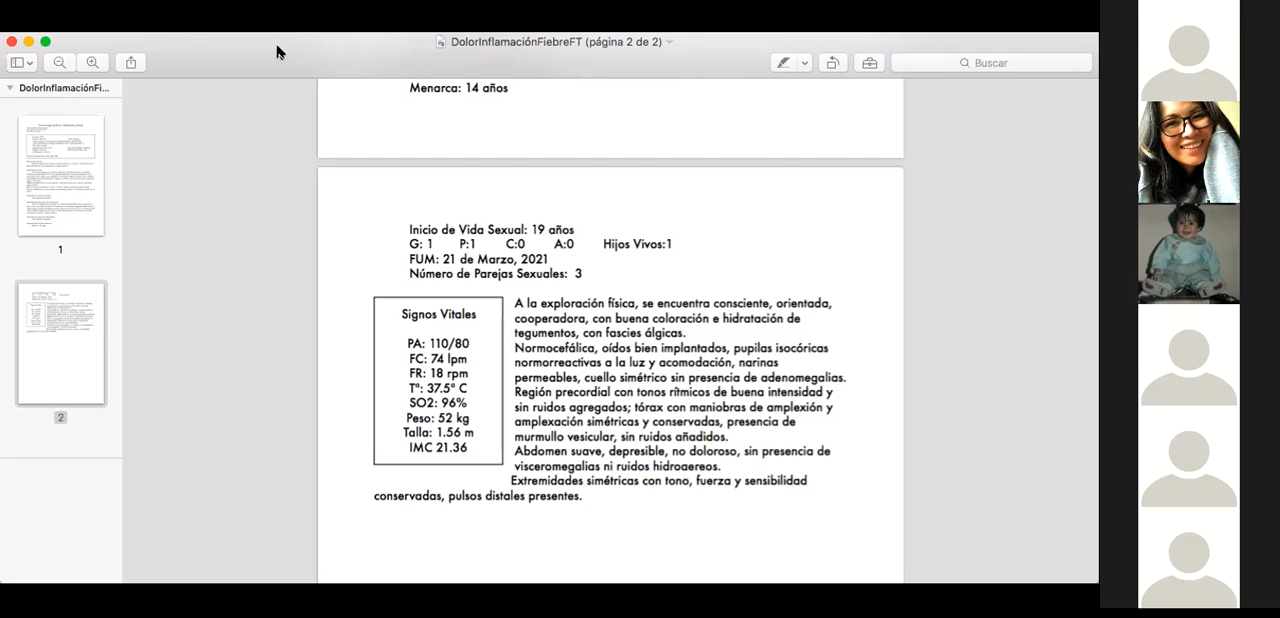 DolorInflamaciónFiebreFT (página 2 de 2)
Buscar
DolorInflamaciónFi...
1
2
Menarca: 14 años
Inicio de Vida Sexual: 19 años
G: 1 P:1 C:0 A:0 Hijos Vivos:1
FUM: 21 de Marzo, 2021
Número de Parejas Sexuales: 3
Signos Vitales
PA: 110/80
FC: 74 lpm
FR: 18 rpm
Tº: 37.5º C
SO2: 96%
Peso: 52 kg
Talla: 1.56 m
IMC 21.36
A la exploración física, se encuentra consciente, orientada,
cooperadora, con buena coloración e hidratación de
tegumentos, con fascies álgicas.
Normocefálica, oídos bien implantados, pupilas isocóricas
normorreactivas a la luz y acomodación, narinas
permeables, cuello simétrico sin presencia de adenomegalias.
Región precordial con tonos rítmicos de buena intensidad y
sin ruidos agregados; tórax con maniobras de amplexión y
amplexación simétricas y conservadas, presencia de
murmullo vesicular, sin ruidos añadidos.
Abdomen suave, depresible, no doloroso, sin presencia de
visceromegalias ni ruidos hidroaereos.
Extremidades simétricas con tono, fuerza y sensibilidad
conservadas, pulsos distales presentes.